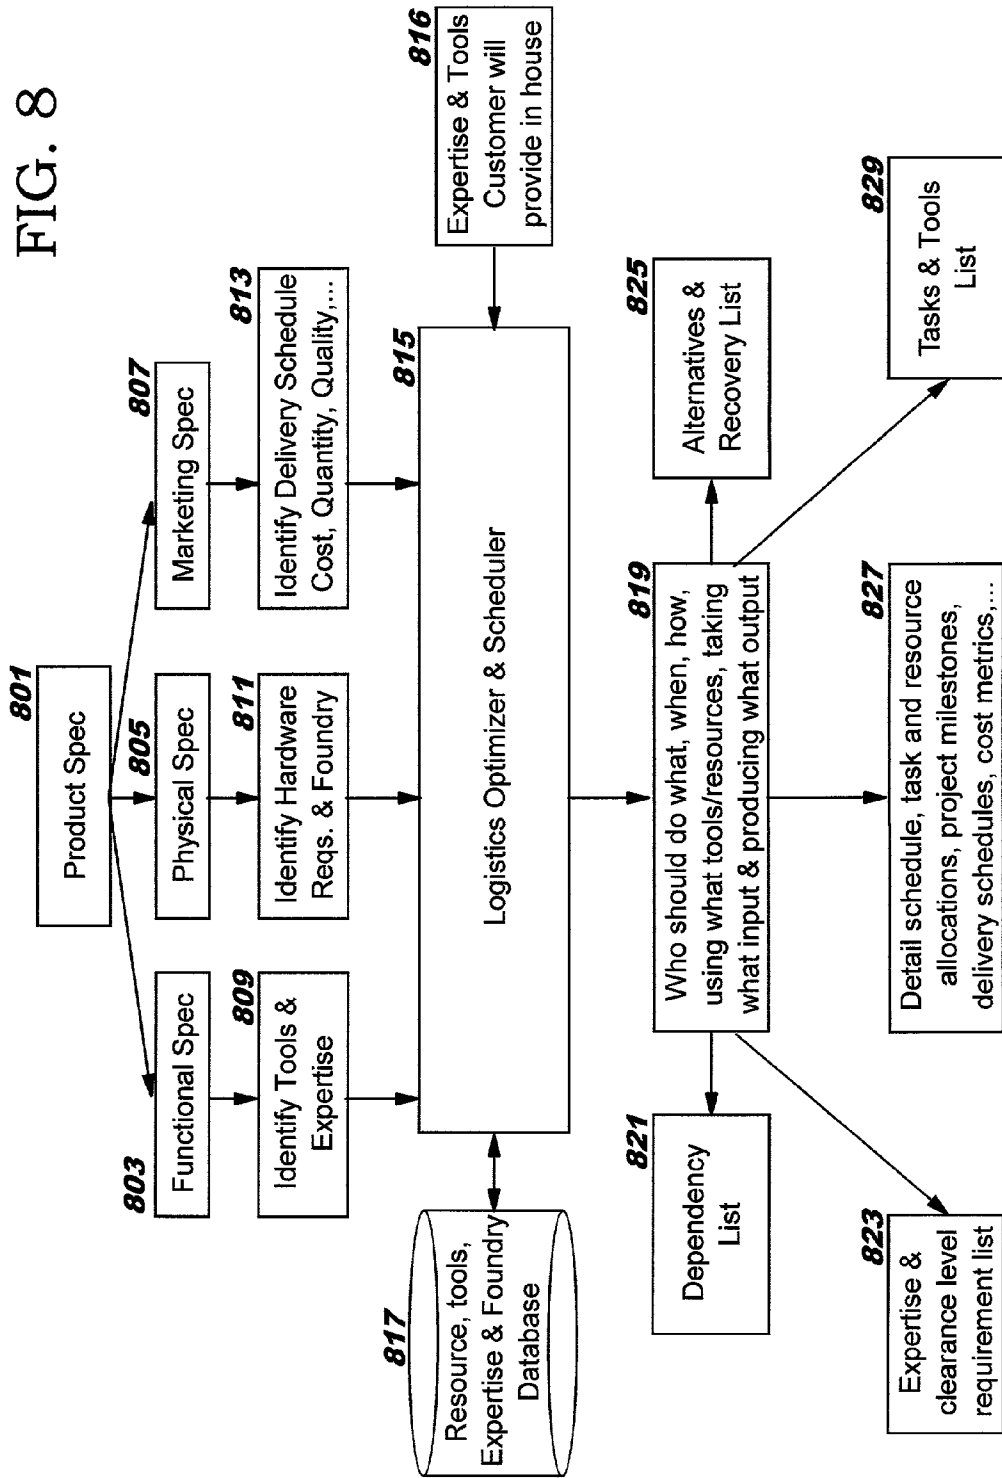 FIG. 8
801
Product Spec
803
Functional Spec
805
Physical Spec
807
Marketing Spec
809
Identify Tools &
Expertise
811
Identify Hardware
Reqs. & Foundry
813
Identify Delivery Schedule
Cost, Quantity, Quality,...
817
Resource, tools,
Expertise & Foundry
Database
815
Logistics Optimizer & Scheduler
816
Expertise & Tools
Customer will
provide in house
821
Dependency
List
819
Who should do what, when, how,
using what tools/resources, taking
what input & producing what output
825
Alternatives &
Recovery List
823
Expertise &
clearance level
requirement list
827
Detail schedule, task and resource
allocations, project milestones,
delivery schedules, cost metrics,...
829
Tasks & Tools
List